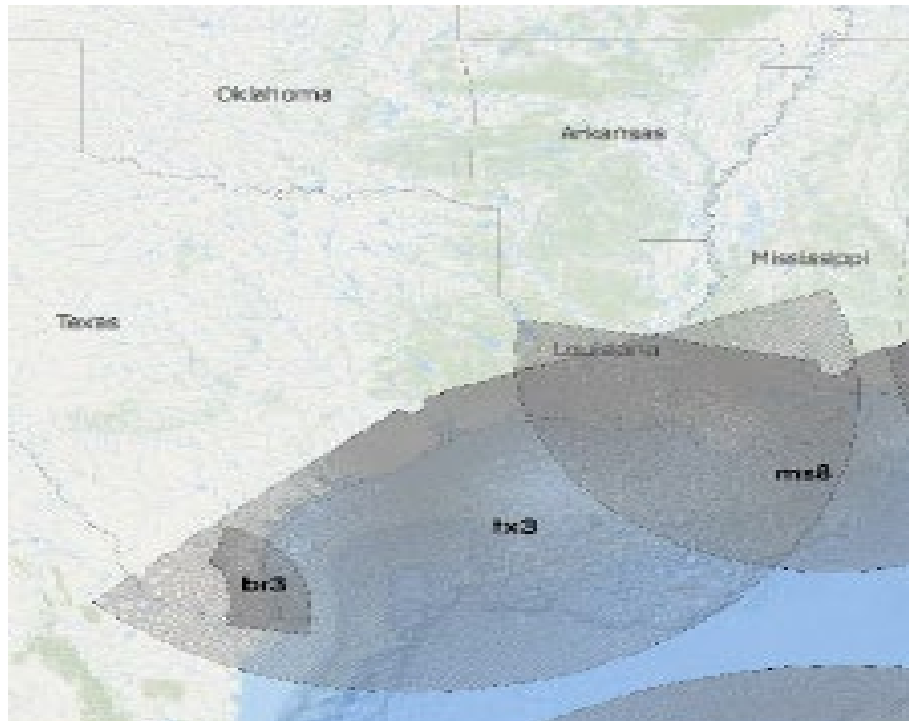 Oklahoma
Arkansas
Mississippi
Texas
Louisiana
ms8
tx3
br3